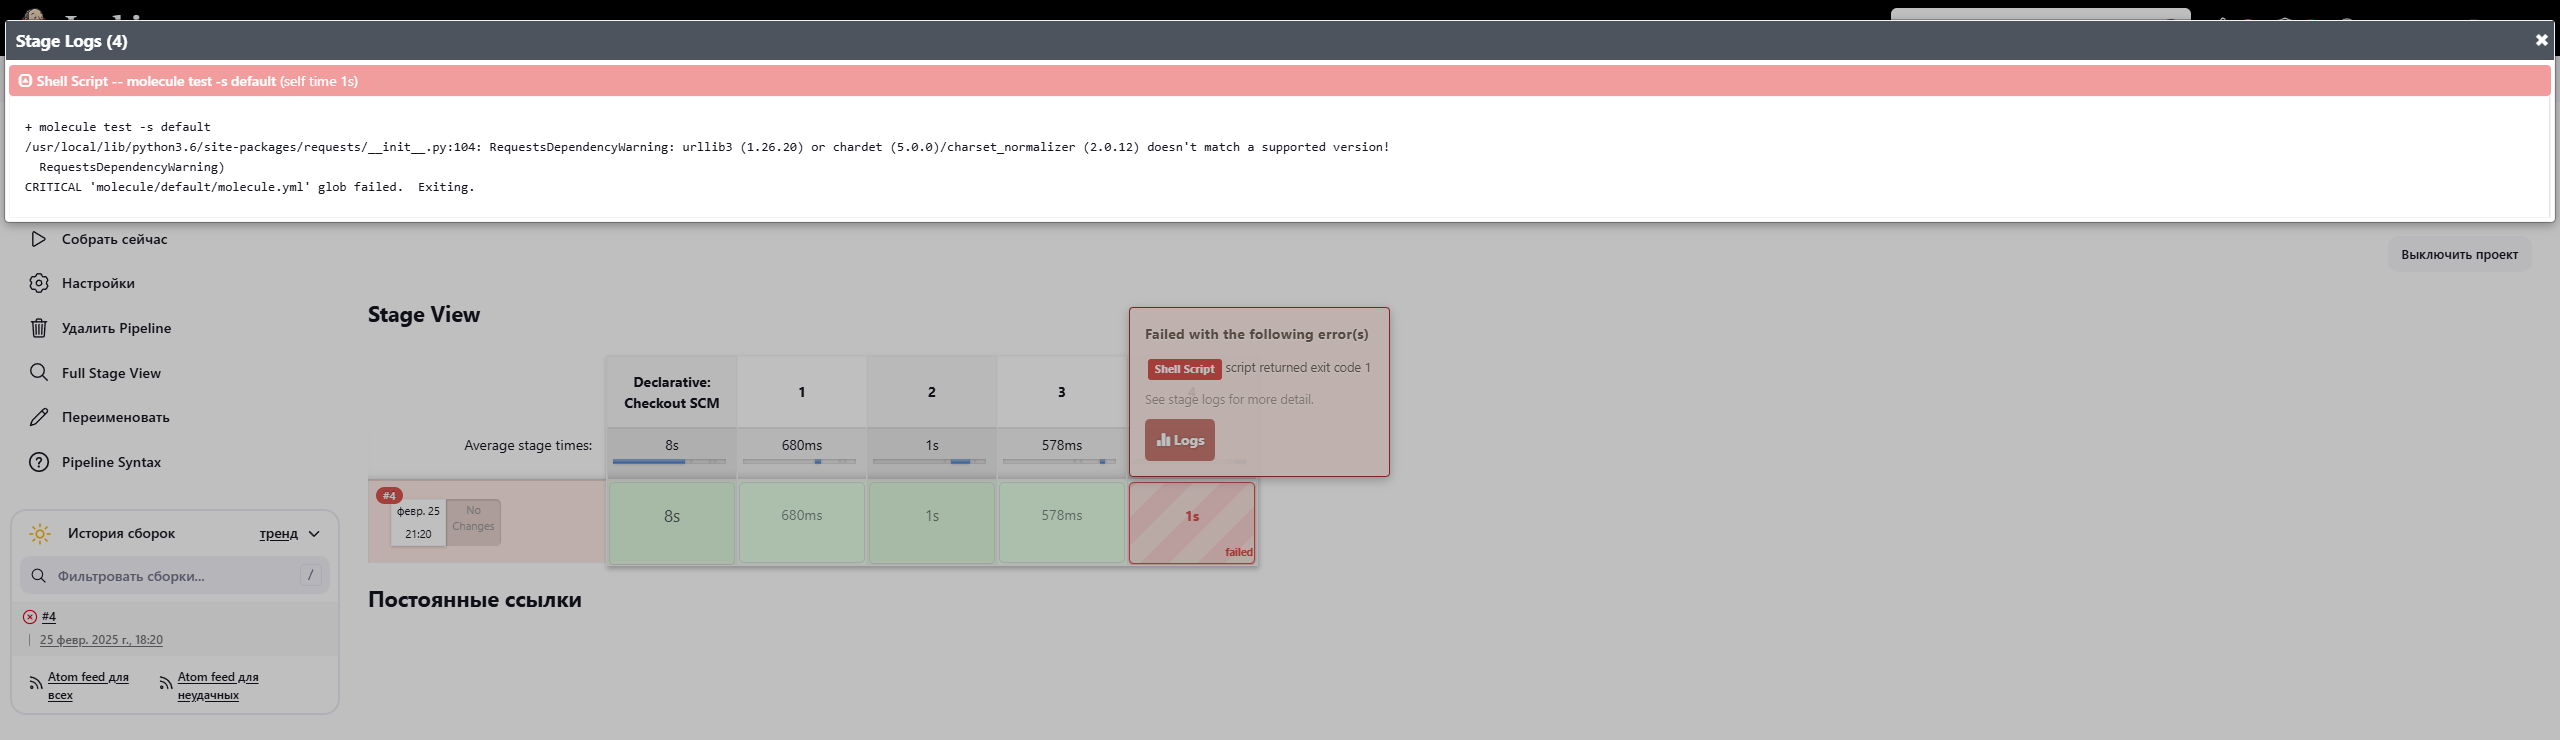 Stage Logs (4)
Shell Script -- molecule test -s default (self time 1s)
+ molecule test -s default
/usr/local/lib/python3.6/site-packages/requests/__init__.py:104: RequestsDependencyWarning: urllib3 (1.26.20) or chardet (5.0.0)/charset_normalizer (2.0.12) doesn't match a supported version!
RequestsDependencyWarning)
CRITICAL 'molecule/default/molecule.yml' glob failed.  Exiting.
Собрать сейчас
Выключить проект
Настройки
Удалить Pipeline
Full Stage View
Переименовать
Pipeline Syntax
Stage View
Failed with the following error(s)
Shell Script script returned exit code 1
See stage logs for more detail.
Logs
Declarative: Checkout SCM
1
2
3
4
Average stage times:
8s
680ms
1s
578ms
#4
февр. 25
21:20
No Changes
8s
680ms
1s
578ms
1s
failed
История сборок
тренд
Фильтровать сборки...
/
#4
25 февр. 2025 г., 18:20
Atom feed для всех
Atom feed для неудачных
Постоянные ссылки